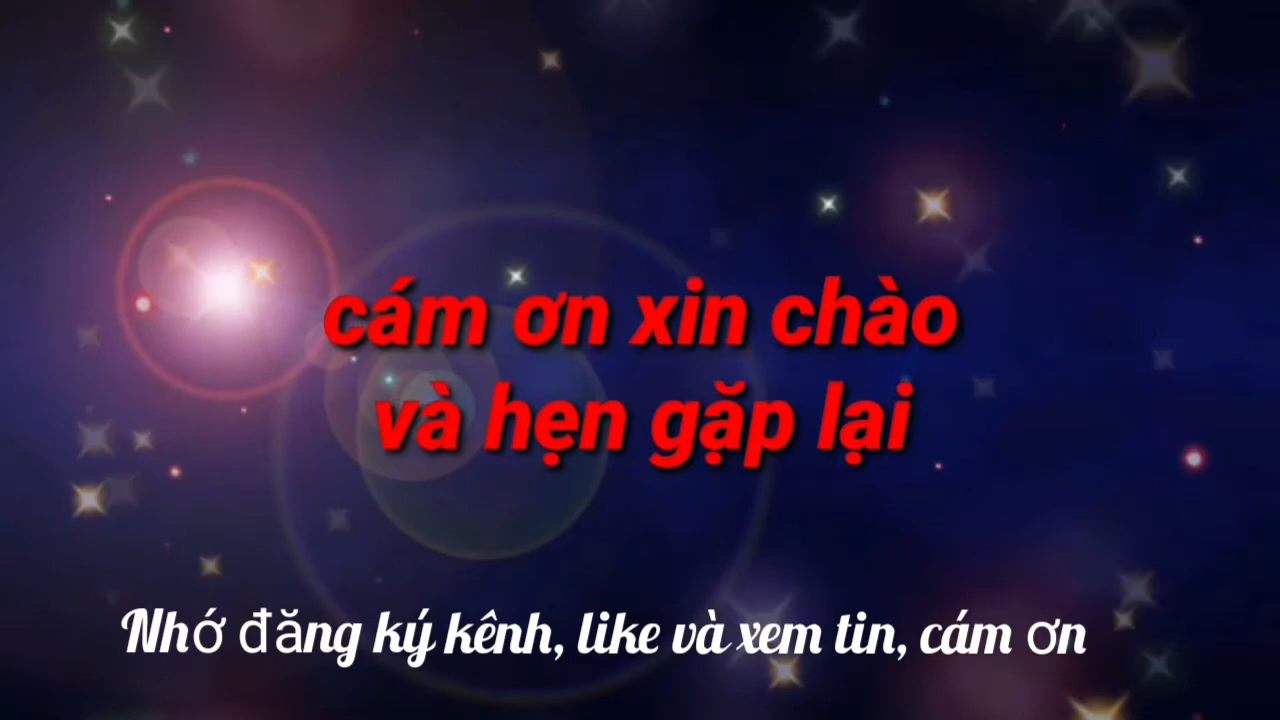 cám ơn xin chào
và hẹn gặp lại
Nhớ đăng ký kênh, like và xem tin, cám ơn